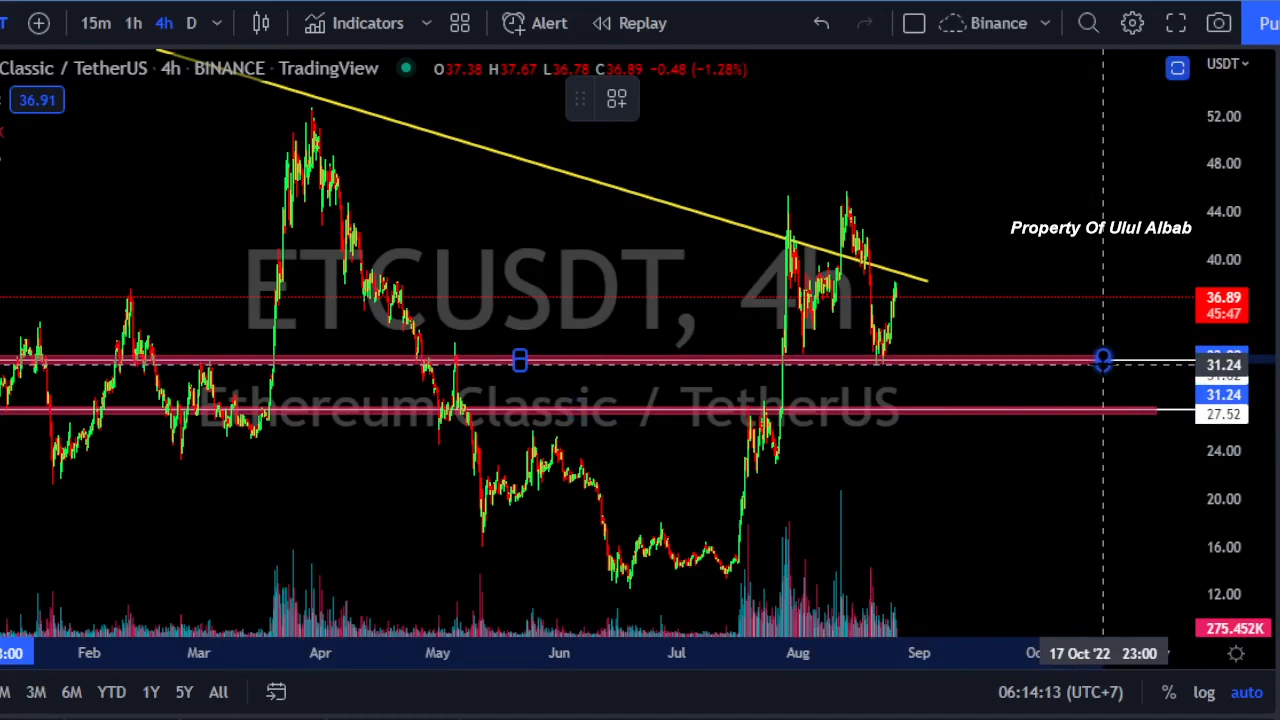 T 15m 1h 4h D Indicators Alert Replay Binance Pu
Classic / TetherUS · 4h · BINANCE · TradingView O37.38 H37.67 L36.78 C36.89 -0.48 (-1.28%)
USDT
36.91
52.00
48.00
44.00
Property Of Ulul Albab
40.00
ETCUSDT, 4h
36.89
45:47
31.24
31.24
Ethereum Classic / TetherUS
27.52
24.00
20.00
16.00
12.00
275.452K
3:00 Feb Mar Apr May Jun Jul Aug Sep 17 Oct '22 23:00
M 3M 6M YTD 1Y 5Y All 06:14:13 (UTC+7) % log auto